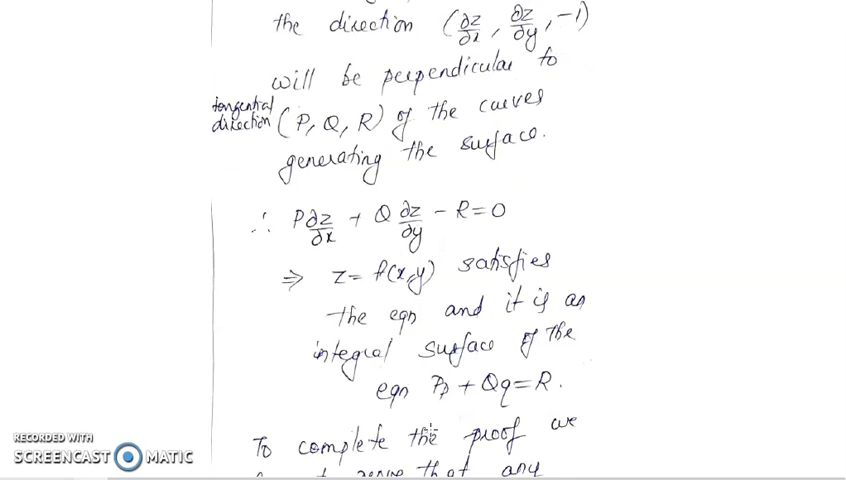 the direction (∂z/∂x, ∂z/∂y, -1)
will be perpendicular to
tangential
direction (P, Q, R) of the curves
generating the surface.
∴ P∂z/∂x + Q ∂z/∂y - R = 0
⇒ z = f(x,y) satisfies
the eqn and it is an
integral surface of the
eqn Pp + Qq = R.
To complete the proof we
that any
RECORDED WITH
SCREENCAST MATIC